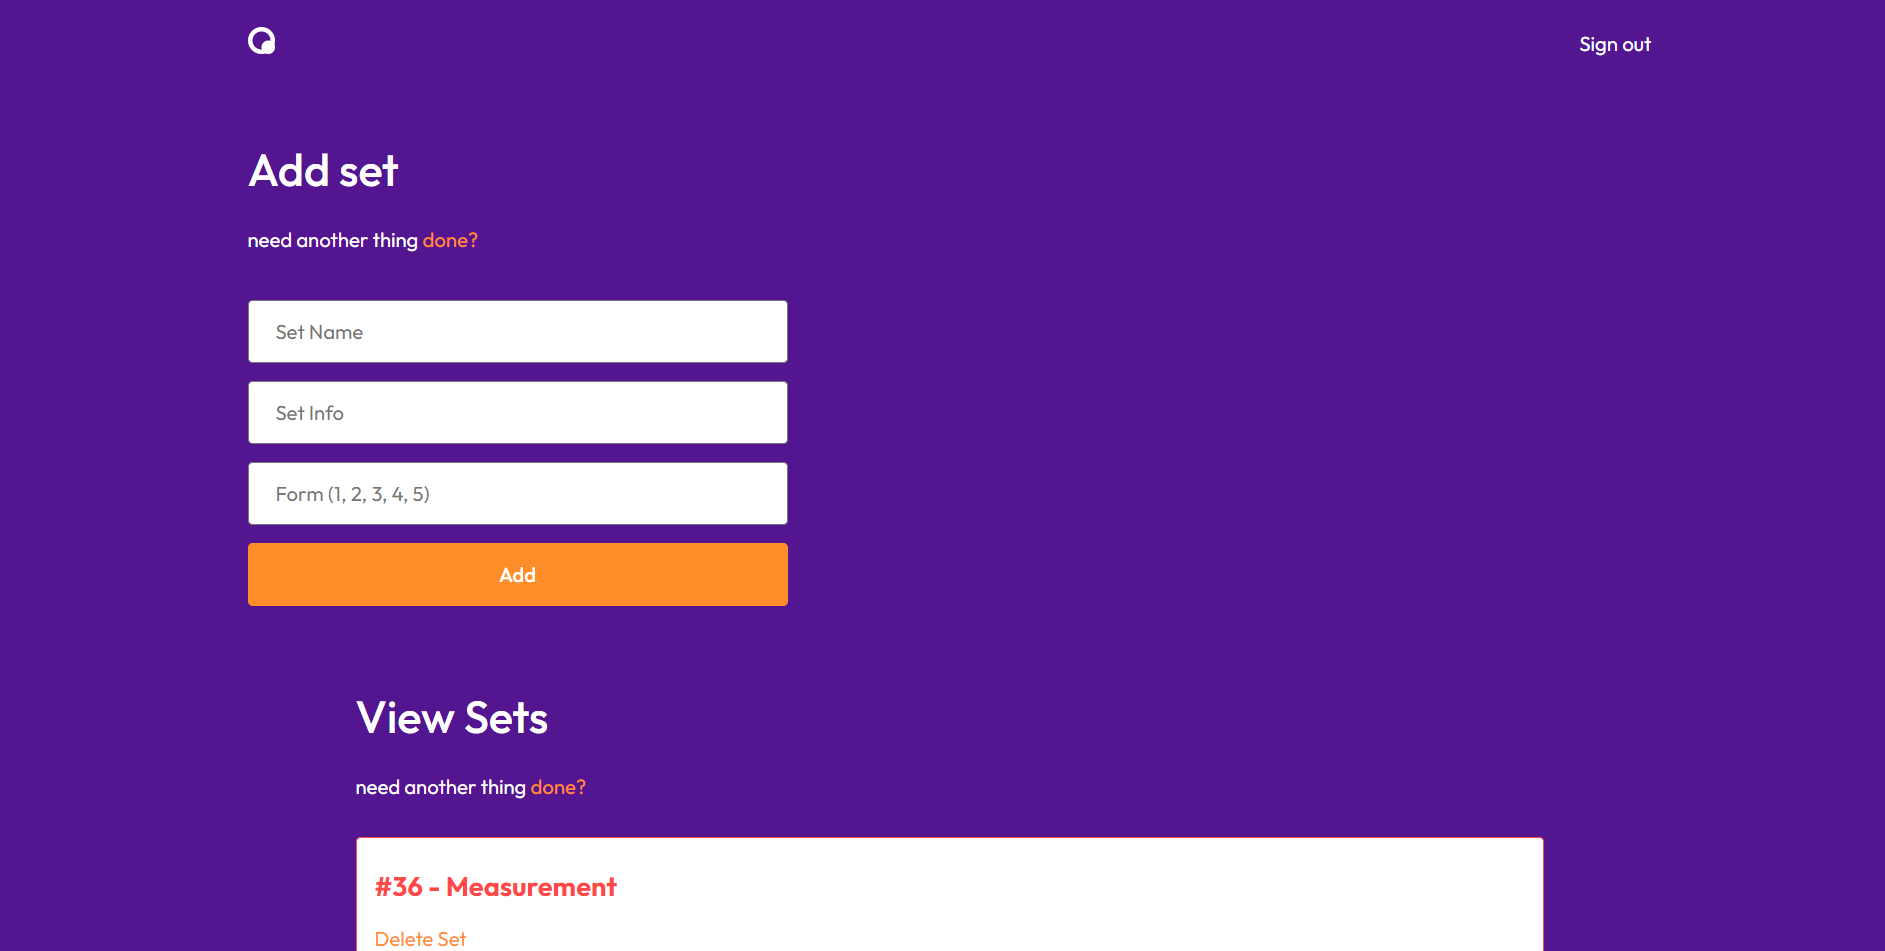 Sign out
Add set
need another thing done?
Set Name
Set Info
Form (1, 2, 3, 4, 5)
Add
View Sets
need another thing done?
#36 - Measurement
Delete Set